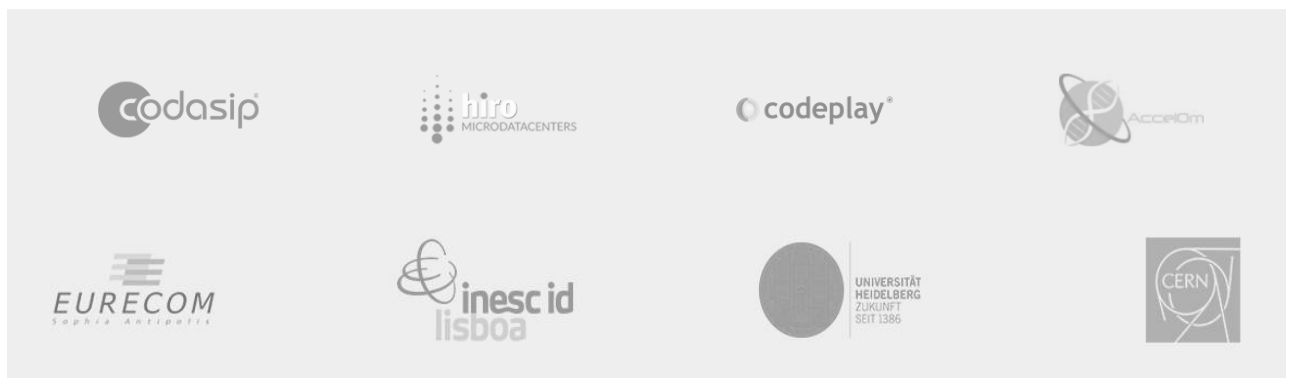 codasip®
hiro
MICRODATACENTERS
codeplay®
AccelOm
EURECOM
Sophia Antipolis
inesc id
lisboa
UNIVERSITÄT
HEIDELBERG
ZUKUNFT
SEIT 1386
CERN